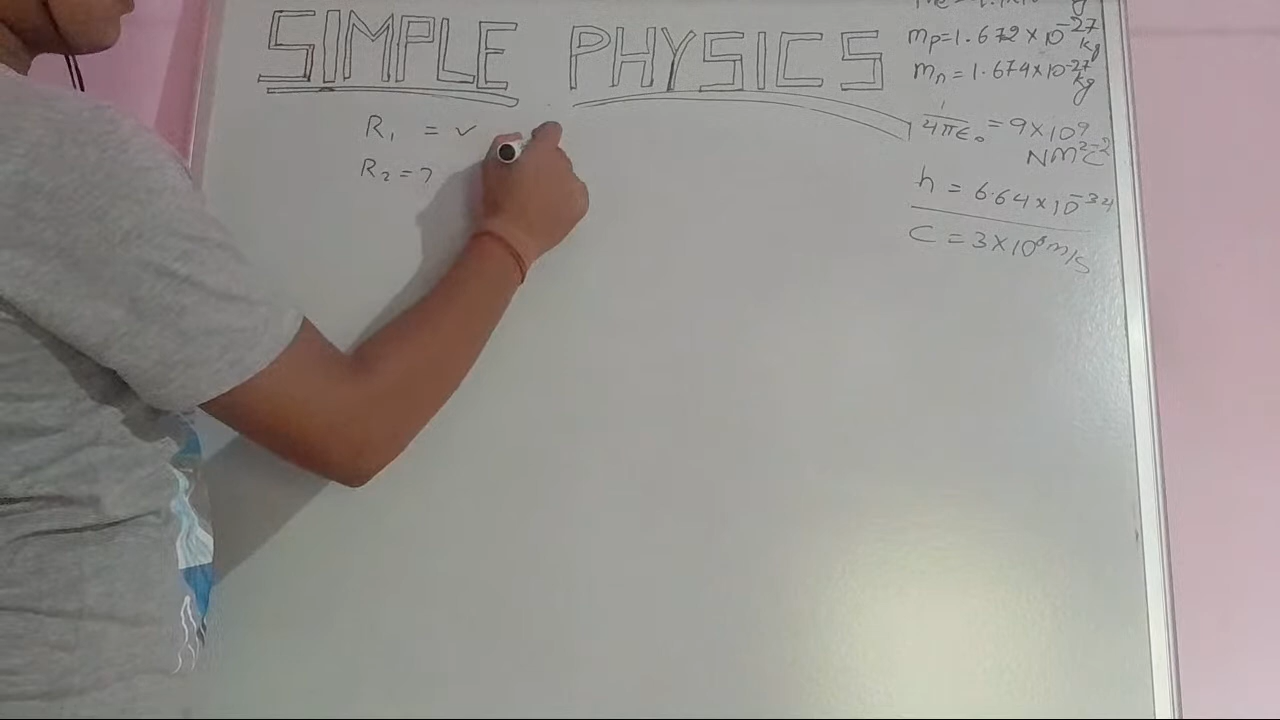 SIMPLE PHYSICS
R₁ = ✓
R₂ = ?
mp = 1.672 × 10⁻²⁷ kg
mn = 1.674 × 10⁻²⁷ kg
1/4πϵ₀ = 9 × 10⁹
NM²C⁻²
h = 6.64 × 10⁻³⁴
C = 3 × 10⁸ m/s